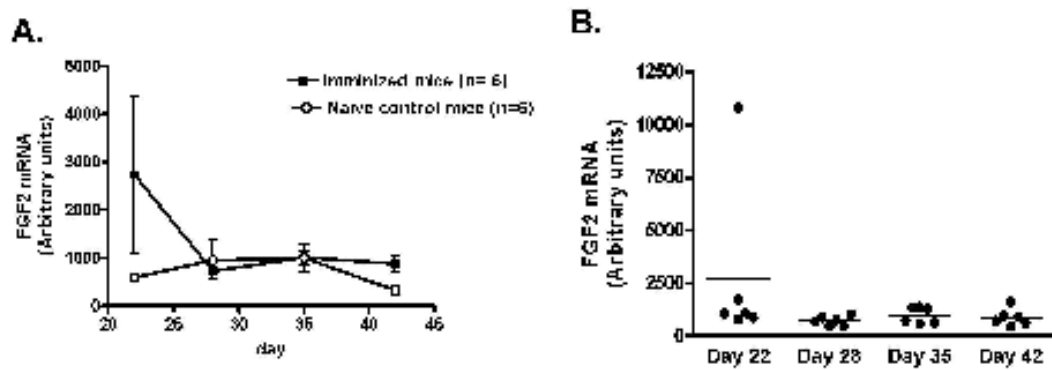 A.
FGF2 mRNA
(Arbitrary units)
5000
4000
3000
2000
1000
0
20
25
30
35
40
45
day
Imminized mice (n= 6)
Naive control mice (n=6)
B.
FGF2 mRNA
(Arbitrary units)
12500
10000
7500
5000
2500
0
Day 22
Day 28
Day 35
Day 42